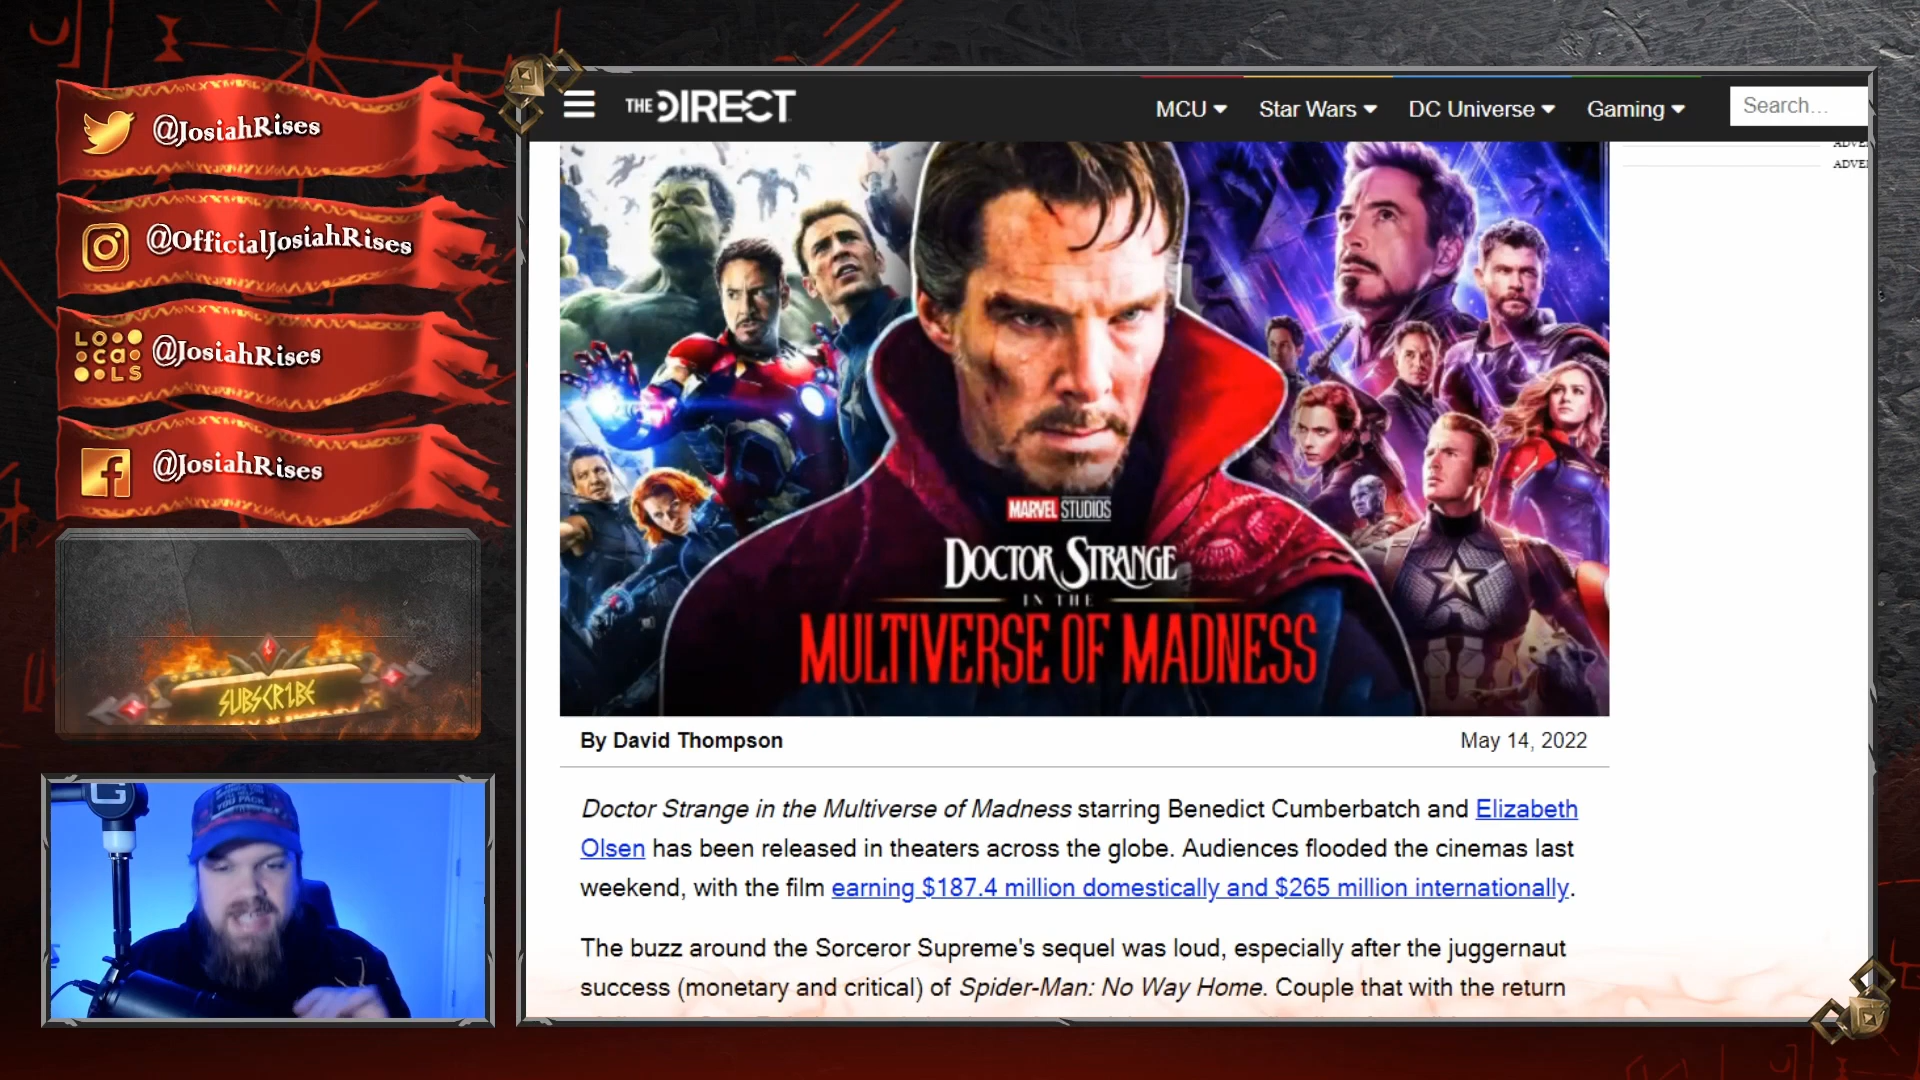 @JosiahRises
@OfficialJosiahRises
LOcaLS
@JosiahRises
@JosiahRises
SUBSCRIBE
YOU PACK
THE DIRECT
MCU
Star Wars
DC Universe
Gaming
Search...
MARVEL STUDIOS
DOCTOR STRANGE
IN THE
MULTIVERSE OF MADNESS
By David Thompson
May 14, 2022
Doctor Strange in the Multiverse of Madness starring Benedict Cumberbatch and Elizabeth
Olsen has been released in theaters across the globe. Audiences flooded the cinemas last
weekend, with the film earning $187.4 million domestically and $265 million internationally.
The buzz around the Sorceror Supreme's sequel was loud, especially after the juggernaut
success (monetary and critical) of Spider-Man: No Way Home. Couple that with the return